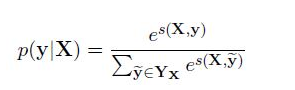 p(y|X) = e^{s(X,y)} / ∑_{ỹ∈Y_X} e^{s(X,ỹ)}